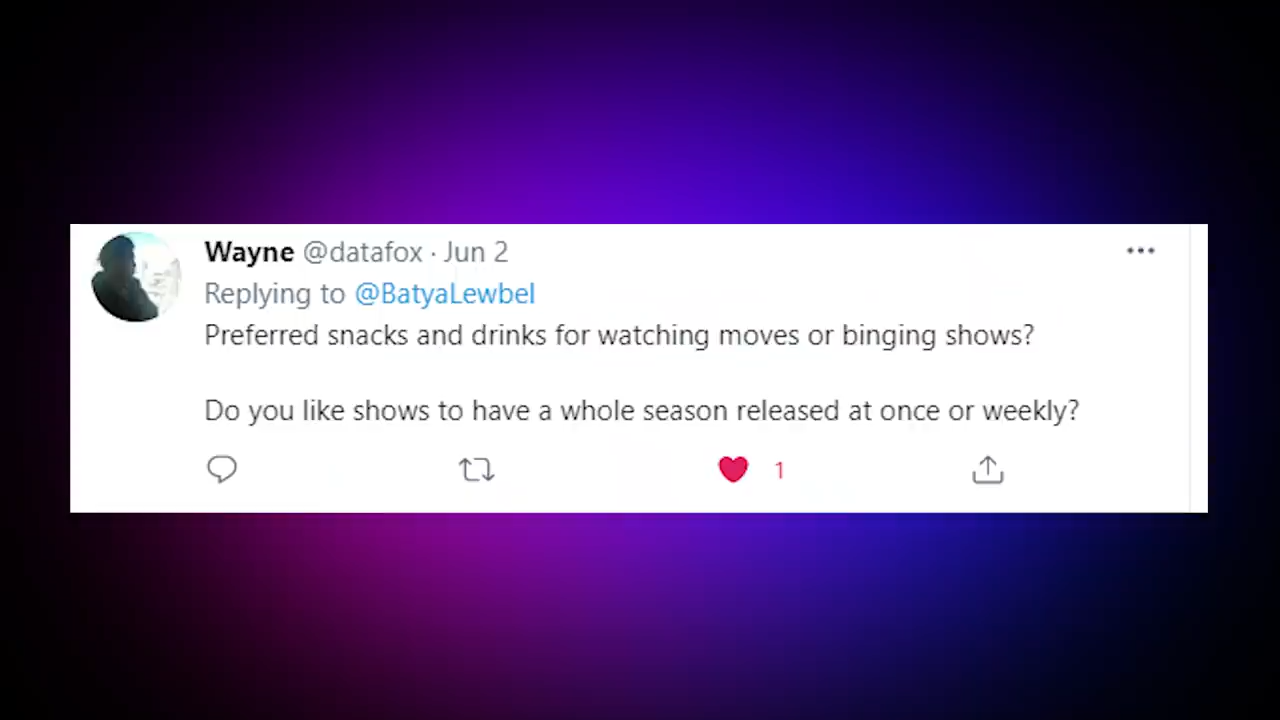 Wayne @datafox · Jun 2
Replying to @BatyaLewbel
Preferred snacks and drinks for watching moves or binging shows?
Do you like shows to have a whole season released at once or weekly?
1